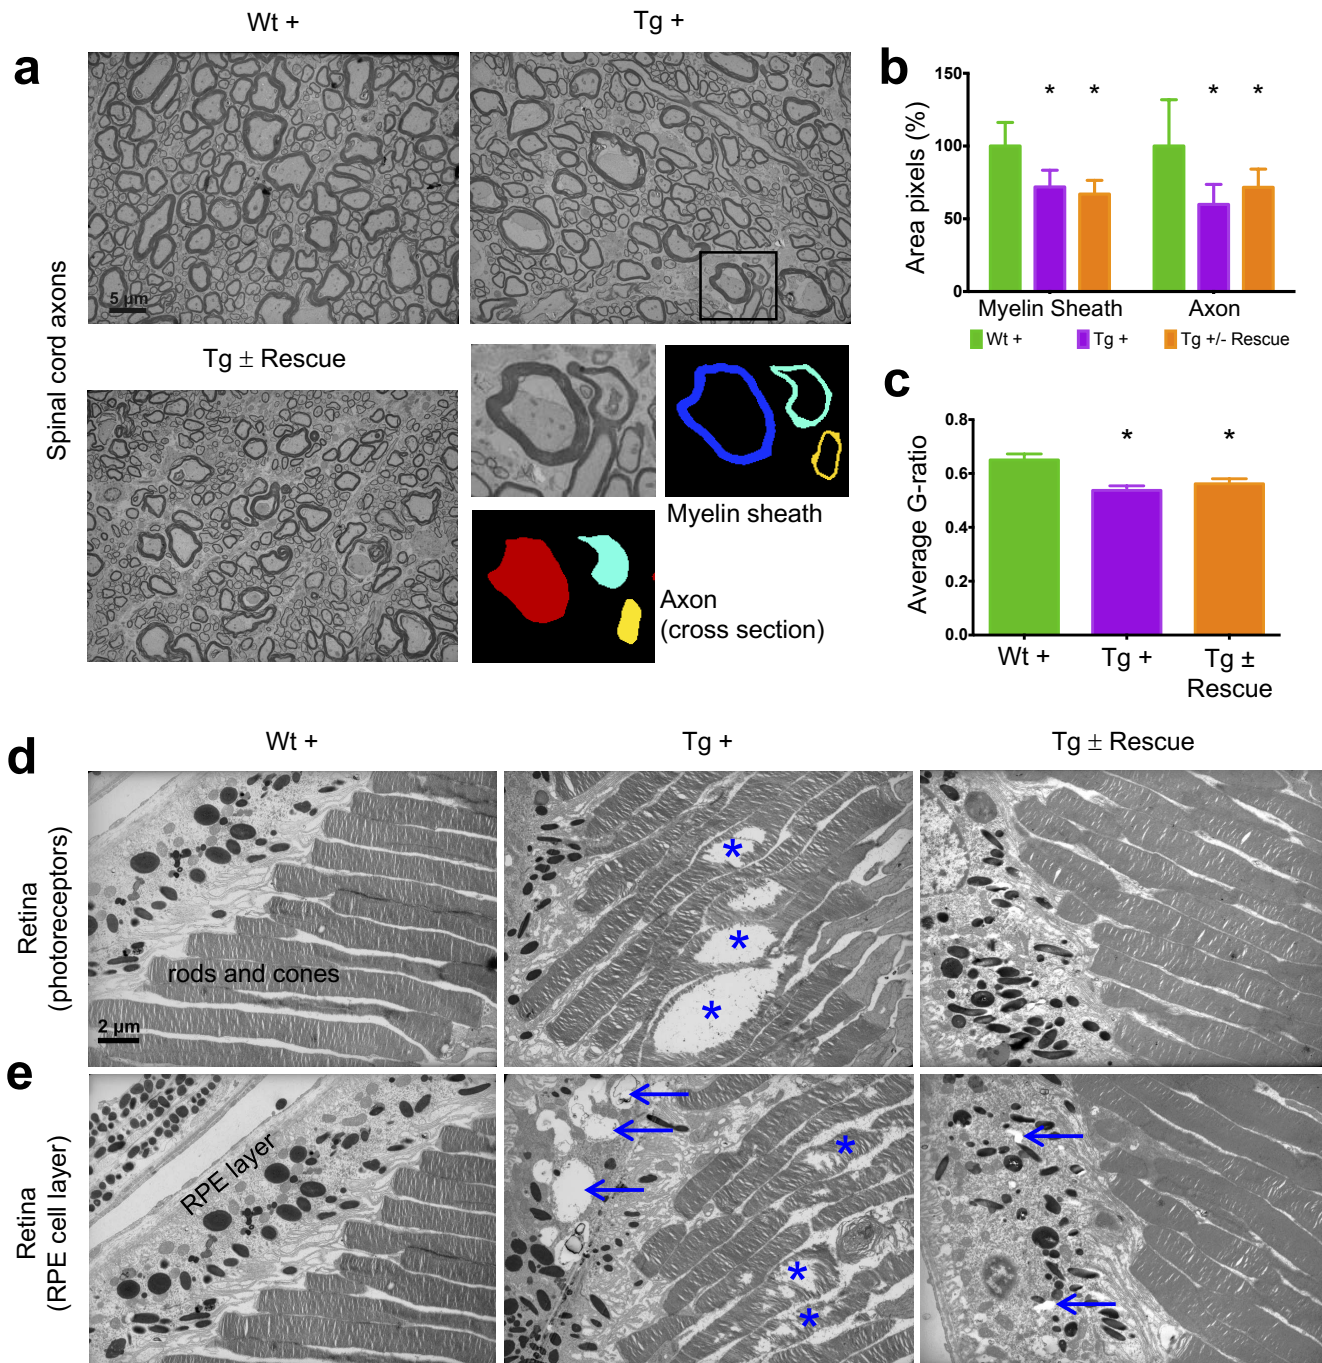 Wt +
Tg +
a
Spinal cord axons
5 µm
Tg ± Rescue
Myelin sheath
Axon
(cross section)
b
Area pixels (%)
150
100
50
0
* * * *
Myelin Sheath Axon
Wt + Tg + Tg +/- Rescue
c
Average G-ratio
0.8
0.6
0.4
0.2
0.0
* *
Wt + Tg + Tg ±
Rescue
Wt + Tg + Tg ± Rescue
d
Retina
(photoreceptors)
rods and cones
2 µm
* * *
e
Retina
(RPE cell layer)
RPE layer
* * *